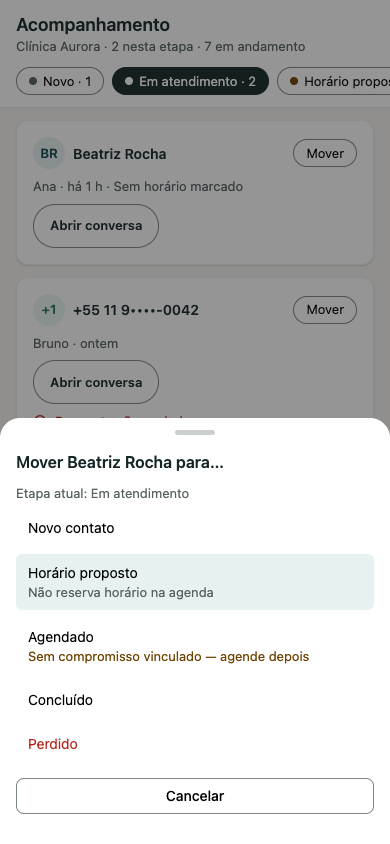 Acompanhamento
Clínica Aurora · 2 nesta etapa · 7 em andamento
Novo · 1
Em atendimento · 2
Horário propos
BR
Beatriz Rocha
Mover
Ana · há 1 h · Sem horário marcado
Abrir conversa
+1
+55 11 9••••-0042
Mover
Bruno · ontem
Abrir conversa
Mover Beatriz Rocha para...
Etapa atual: Em atendimento
Novo contato
Horário proposto
Não reserva horário na agenda
Agendado
Sem compromisso vinculado — agende depois
Concluído
Perdido
Cancelar